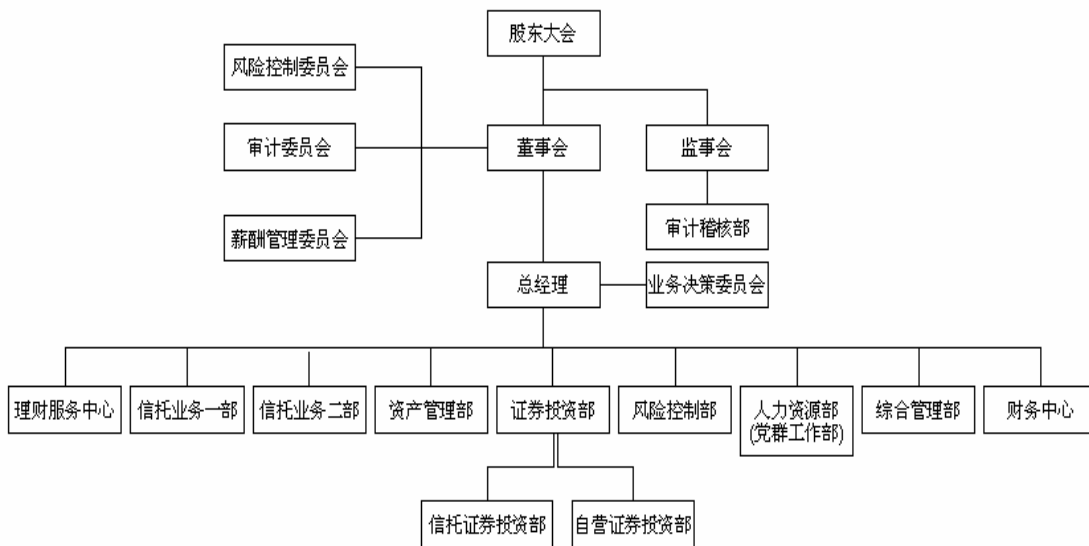 股东大会
风险控制委员会
审计委员会
董事会
监事会
薪酬管理委员会
审计稽核部
总经理
业务决策委员会
理财服务中心
信托业务一部
信托业务二部
资产管理部
证券投资部
风险控制部
人力资源部
(党群工作部)
综合管理部
财务中心
信托证券投资部
自营证券投资部